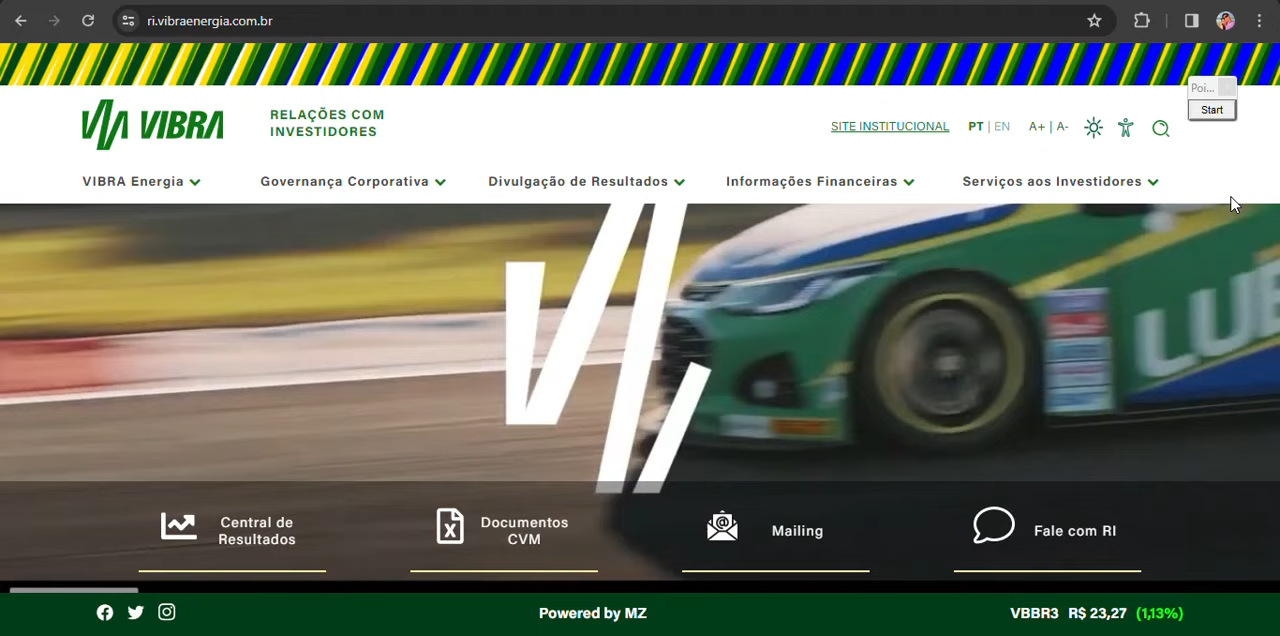 ri.vibraenergia.com.br
Poi...
Start
VIBRA
RELAÇÕES COM
INVESTIDORES
SITE INSTITUCIONAL
PT | EN
A+ | A-
VIBRA Energia
Governança Corporativa
Divulgação de Resultados
Informações Financeiras
Serviços aos Investidores
LUB
Central de
Resultados
Documentos
CVM
Mailing
Fale com RI
Powered by MZ
VBBR3 R$ 23,27 (1,13%)